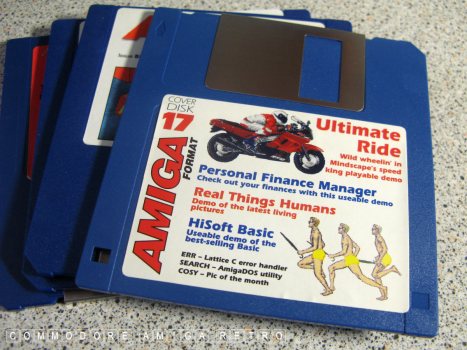 COVER
DISK
17
AMIGA
FORMAT
Ultimate
Ride
Wild wheelin' in
Mindscape's speed
king playable demo
Personal Finance Manager
Check out your finances with this useable demo
Real Things Humans
Demo of the latest living
pictures
HiSoft Basic
Useable demo of the
best-selling Basic
ERR – Lattice C error handler
SEARCH – AmigaDOS utility
COSY – Pic of the month
COMMODORE AMIGA RETRO